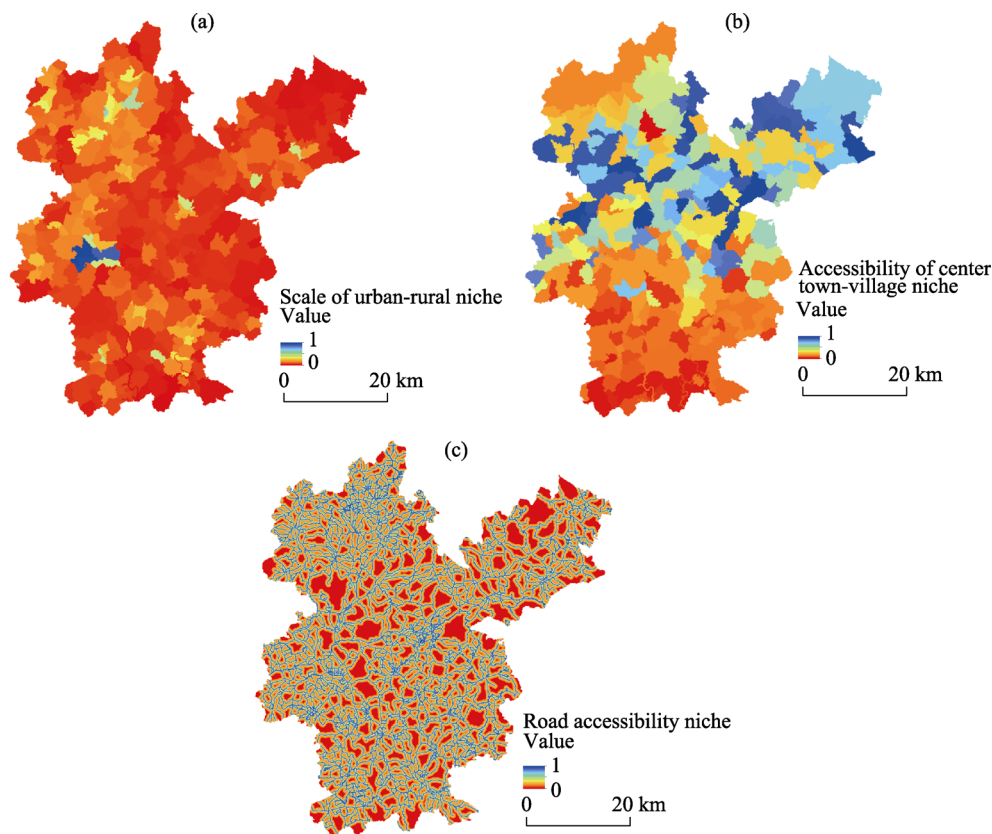 (a)
Scale of urban-rural niche
Value
1
0
0 20 km
(b)
Accessibility of center
town-village niche
Value
1
0
0 20 km
(c)
Road accessibility niche
Value
1
0
0 20 km